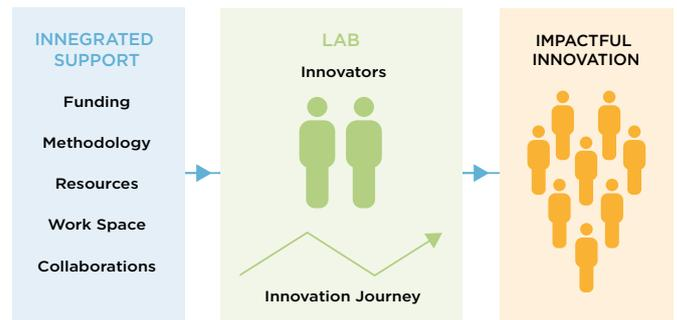 INNEGRATED
SUPPORT
Funding
Methodology
Resources
Work Space
Collaborations
LAB
Innovators
Innovation Journey
IMPACTFUL
INNOVATION